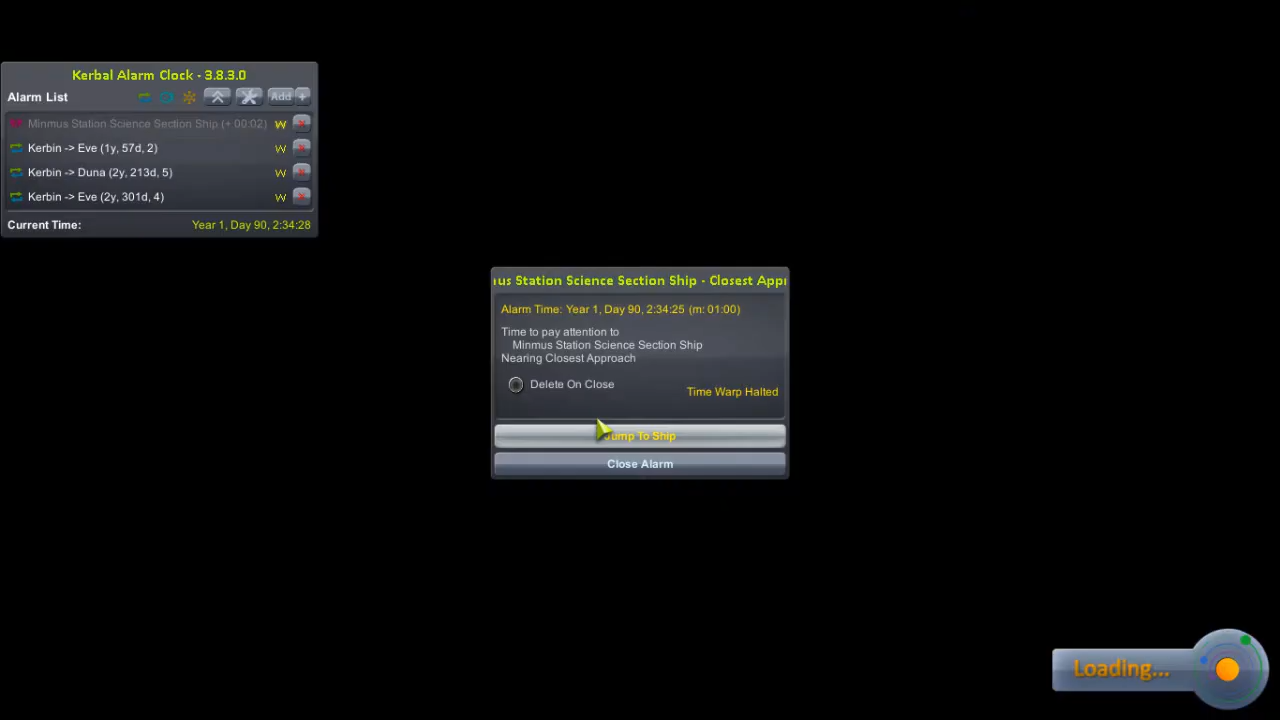 Kerbal Alarm Clock - 3.8.3.0
Alarm List
Add +
Minmus Station Science Section Ship (+ 00:02) W
Kerbin -> Eve (1y, 57d, 2) W
Kerbin -> Duna (2y, 213d, 5) W
Kerbin -> Eve (2y, 301d, 4) W
Current Time: Year 1, Day 90, 2:34:28
Station Science Section Ship - Closest
Alarm Time: Year 1, Day 90, 2:34:25 (m: 01:00)
Time to pay attention to
Minmus Station Science Section Ship
Nearing Closest Approach
Delete On Close
Time Warp Halted
Jump To Ship
Close Alarm
Loading...